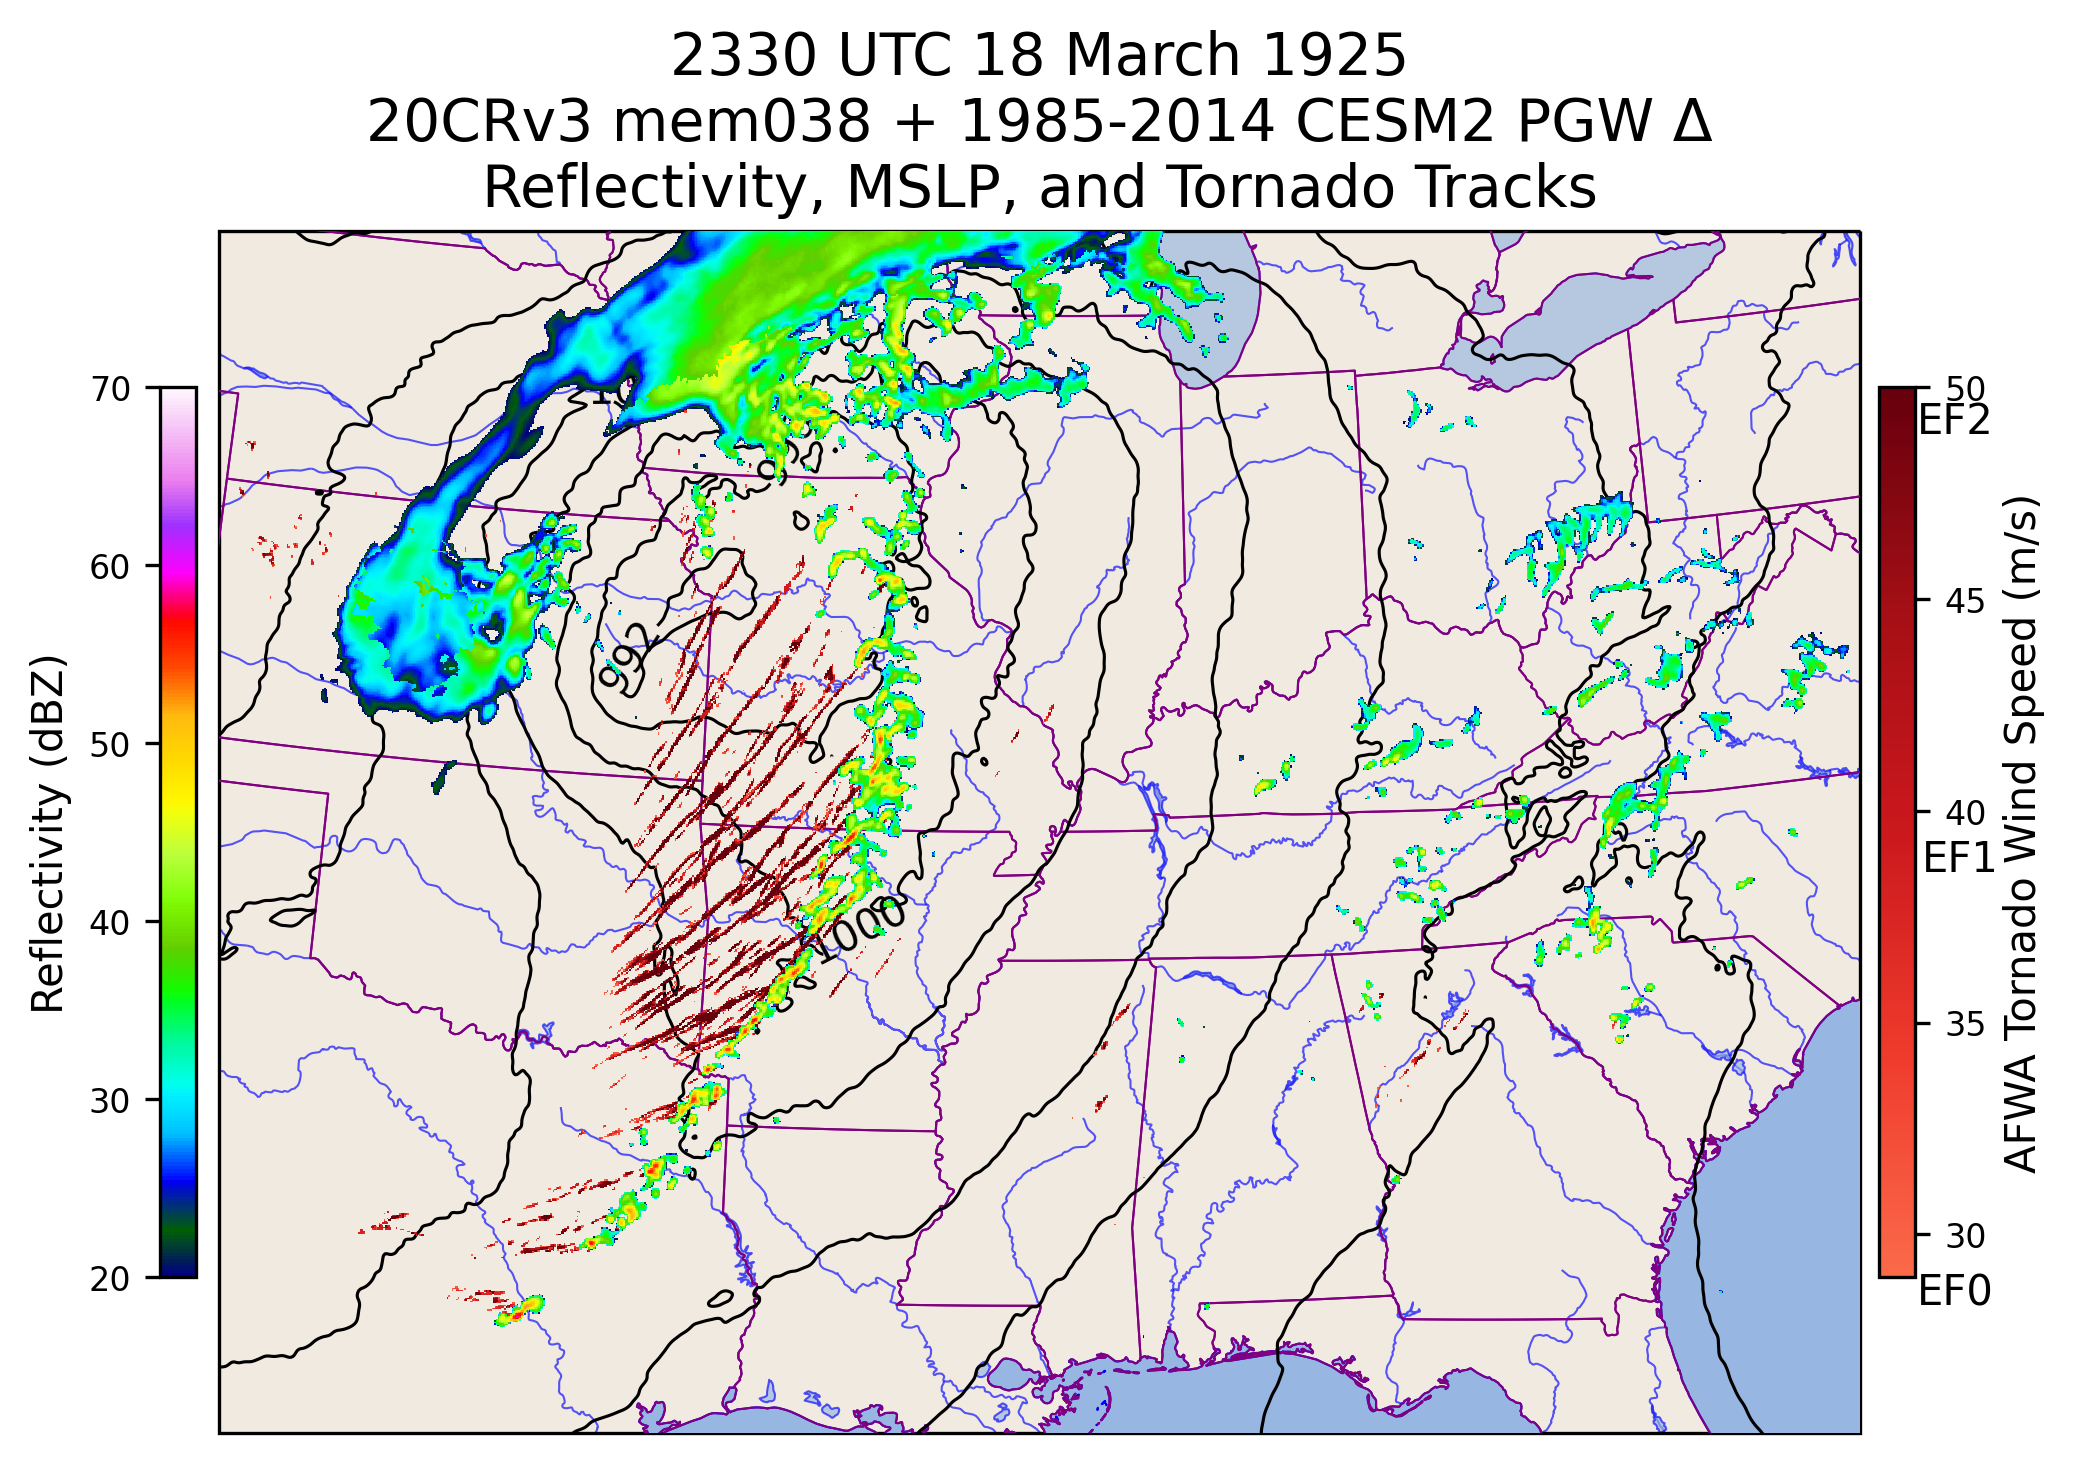 2330 UTC 18 March 1925
20CRv3 mem038 + 1985-2014 CESM2 PGW Δ
Reflectivity, MSLP, and Tornado Tracks
70
60
50
40
30
20
Reflectivity (dBZ)
992
1000
50
EF2
45
40
EF1
35
30
EF0
AFWA Tornado Wind Speed (m/s)